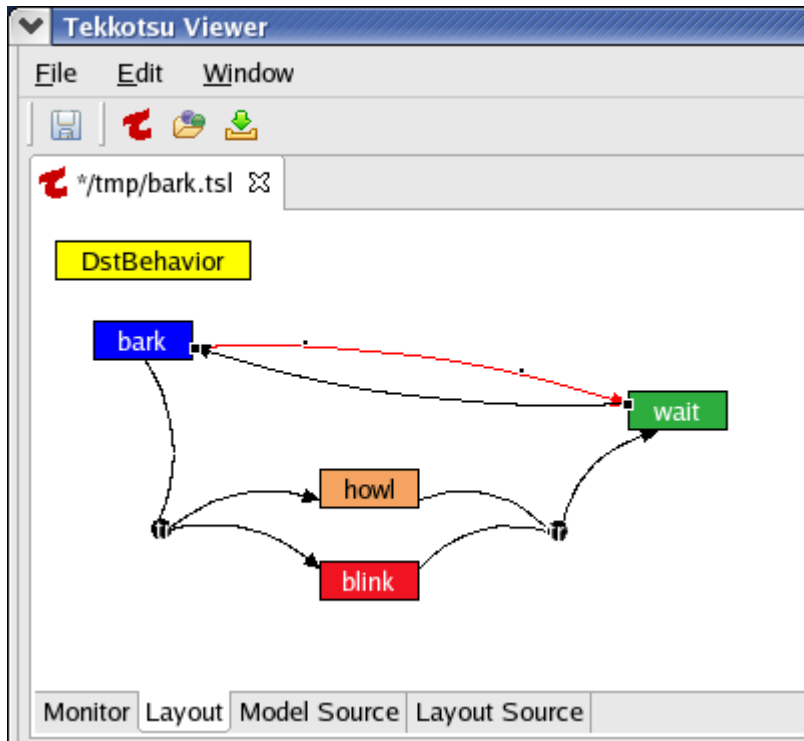 Tekkotsu Viewer
File Edit Window
*/tmp/bark.tsl
DstBehavior
bark
wait
howl
blink
Monitor Layout Model Source Layout Source